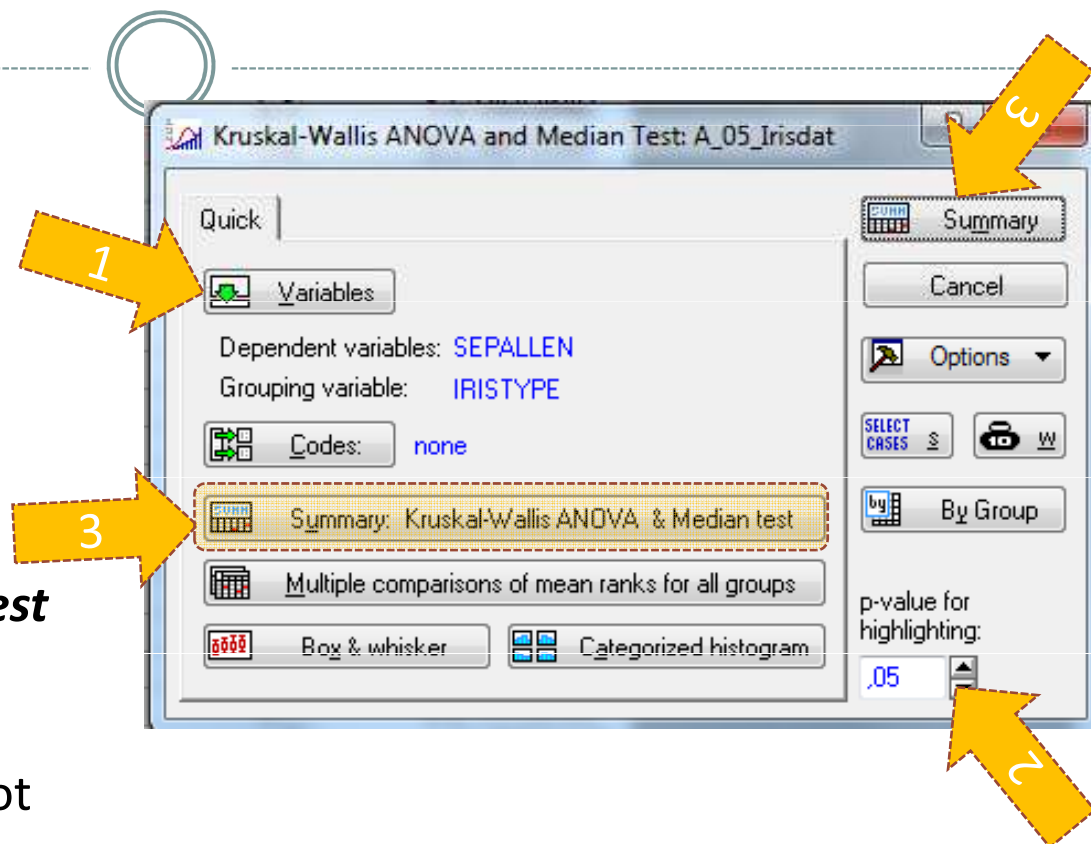 Kruskal-Wallis ANOVA and Median Test: A_05_Irisdat
3
Quick
Summary
1
Variables
Cancel
Dependent variables: SEPALLEN
Grouping variable: IRISTYPE
Options
Codes: none
SELECT CASES S
W
3
Summary: Kruskal-Wallis ANOVA & Median test
By Group
Multiple comparisons of mean ranks for all groups
est
p-value for
highlighting:
Box & whisker
Categorized histogram
,05
2
ot